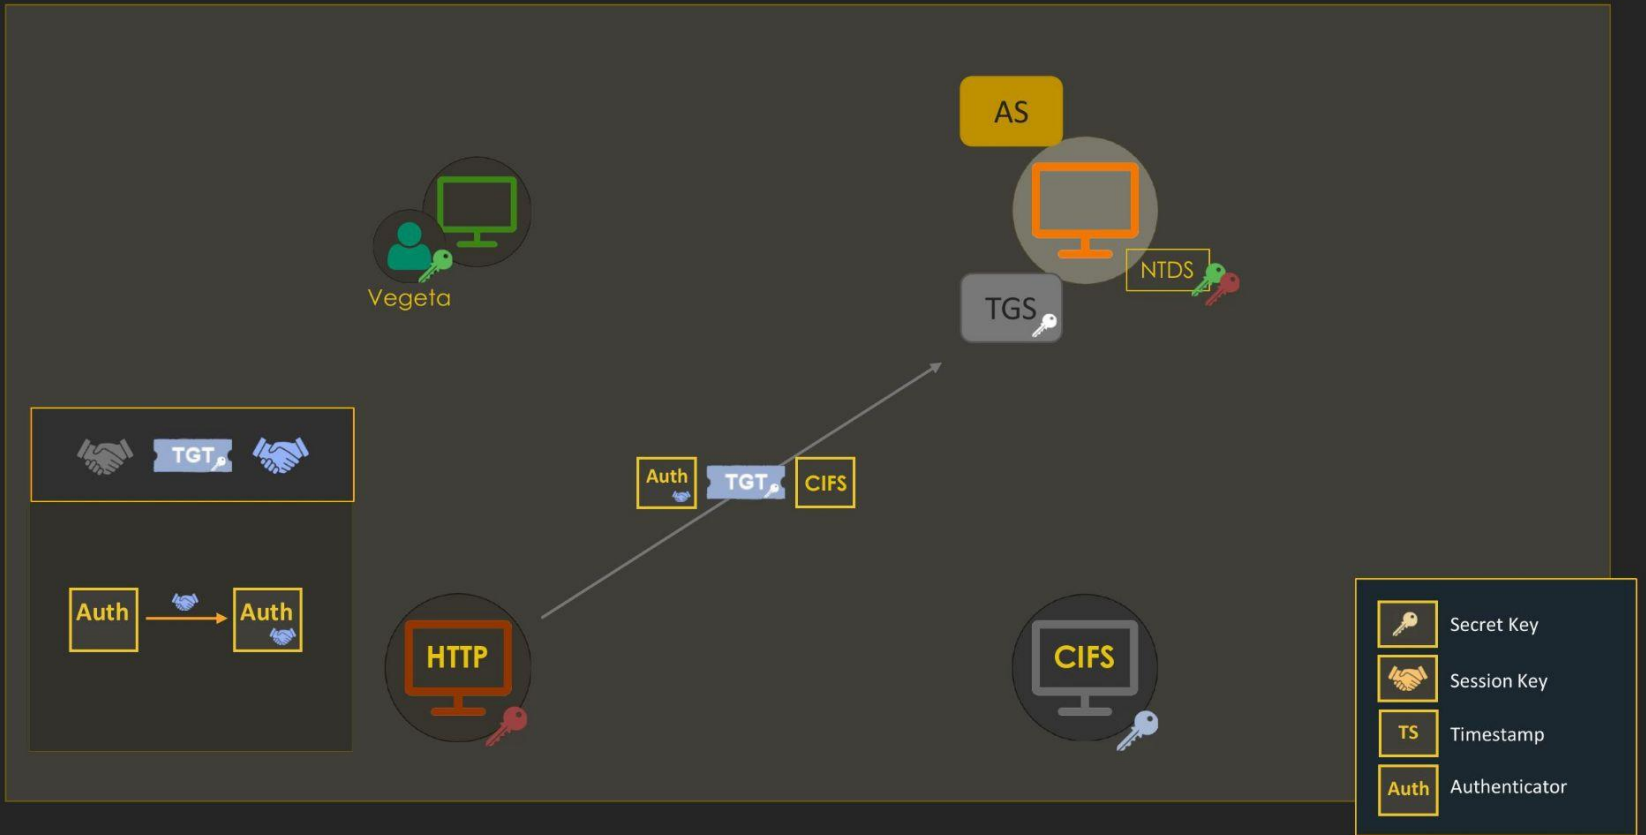 AS
NTDS
Vegeta
TGS
TGT
Auth
TGT
CIFS
Auth
Auth
HTTP
CIFS
Secret Key
Session Key
TS
Timestamp
Auth
Authenticator